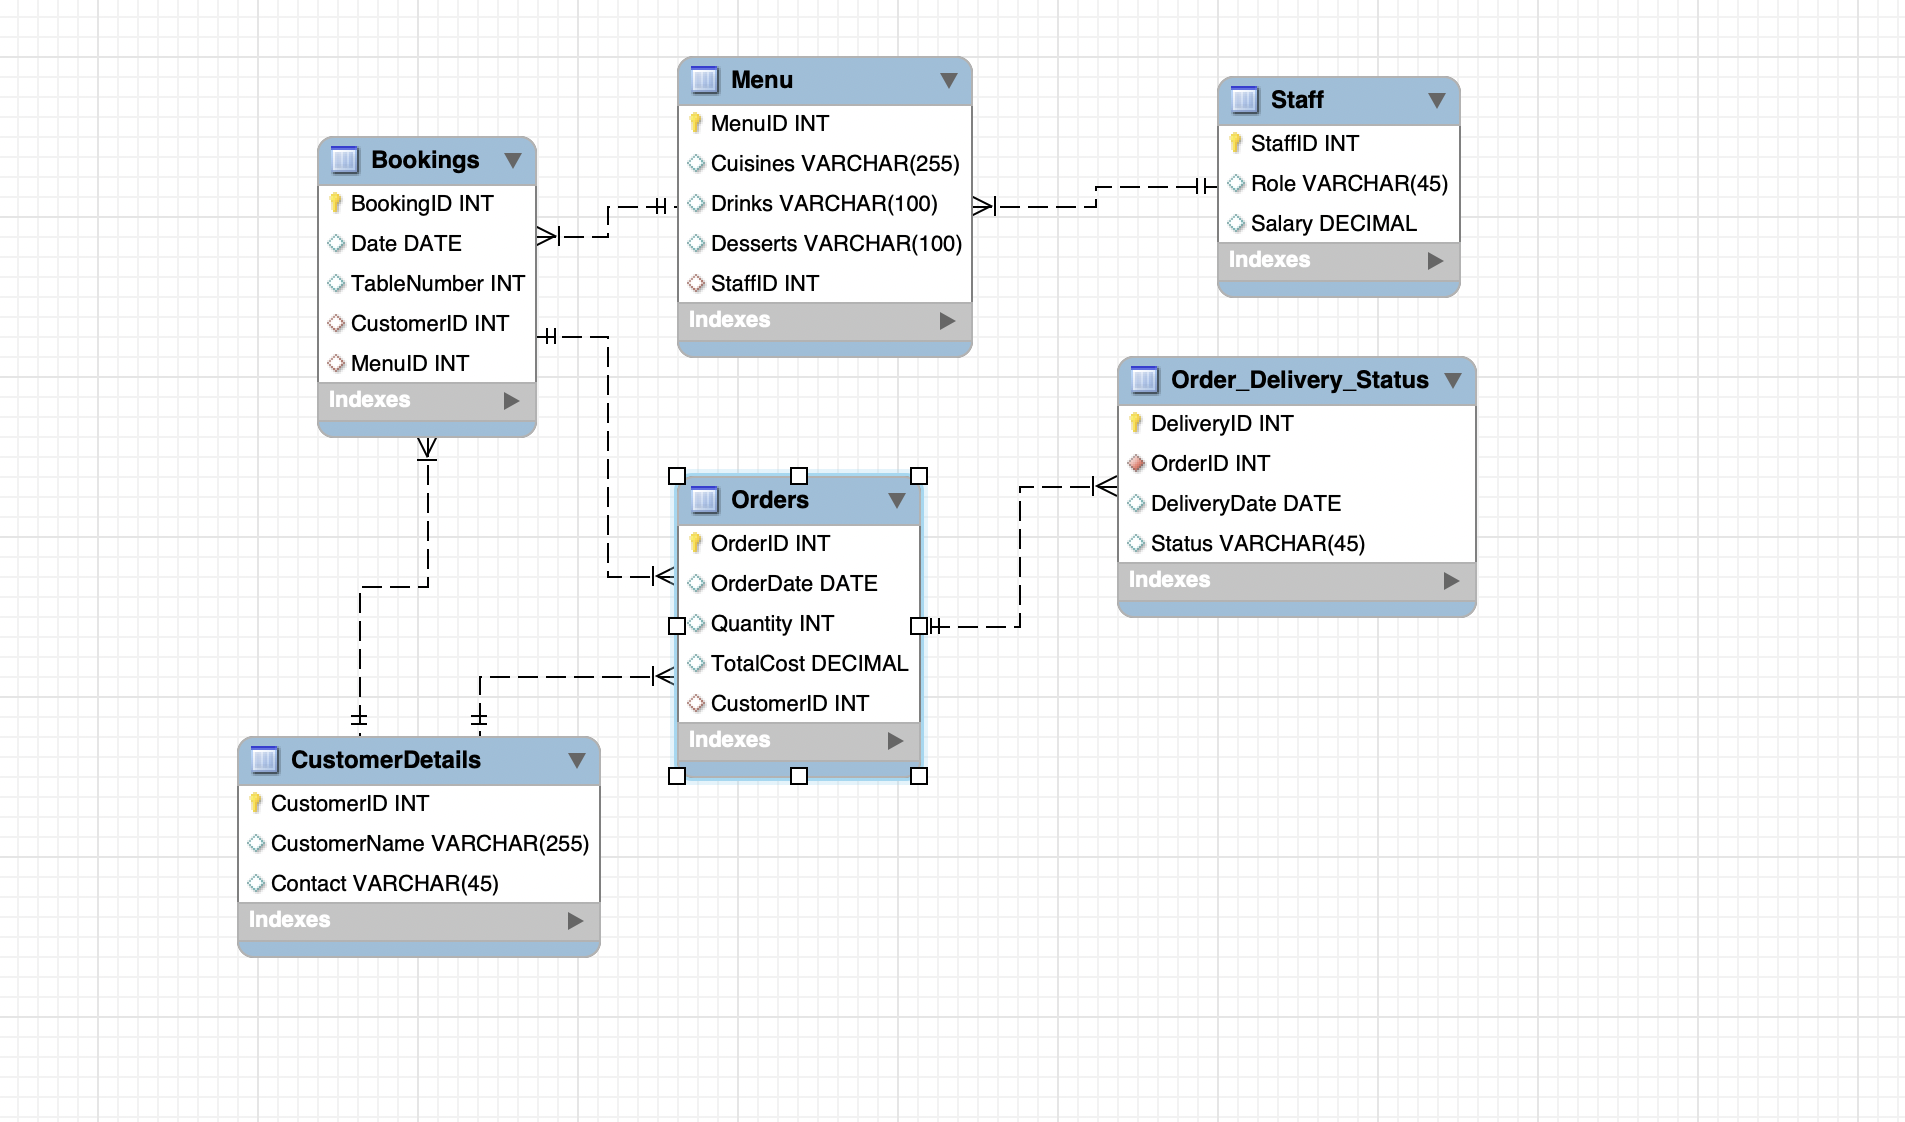 Menu
MenuID INT
Cuisines VARCHAR(255)
Drinks VARCHAR(100)
Desserts VARCHAR(100)
StaffID INT
Indexes
Staff
StaffID INT
Role VARCHAR(45)
Salary DECIMAL
Indexes
Bookings
BookingID INT
Date DATE
TableNumber INT
CustomerID INT
MenuID INT
Indexes
Order_Delivery_Status
DeliveryID INT
OrderID INT
DeliveryDate DATE
Status VARCHAR(45)
Indexes
Orders
OrderID INT
OrderDate DATE
Quantity INT
TotalCost DECIMAL
CustomerID INT
Indexes
CustomerDetails
CustomerID INT
CustomerName VARCHAR(255)
Contact VARCHAR(45)
Indexes